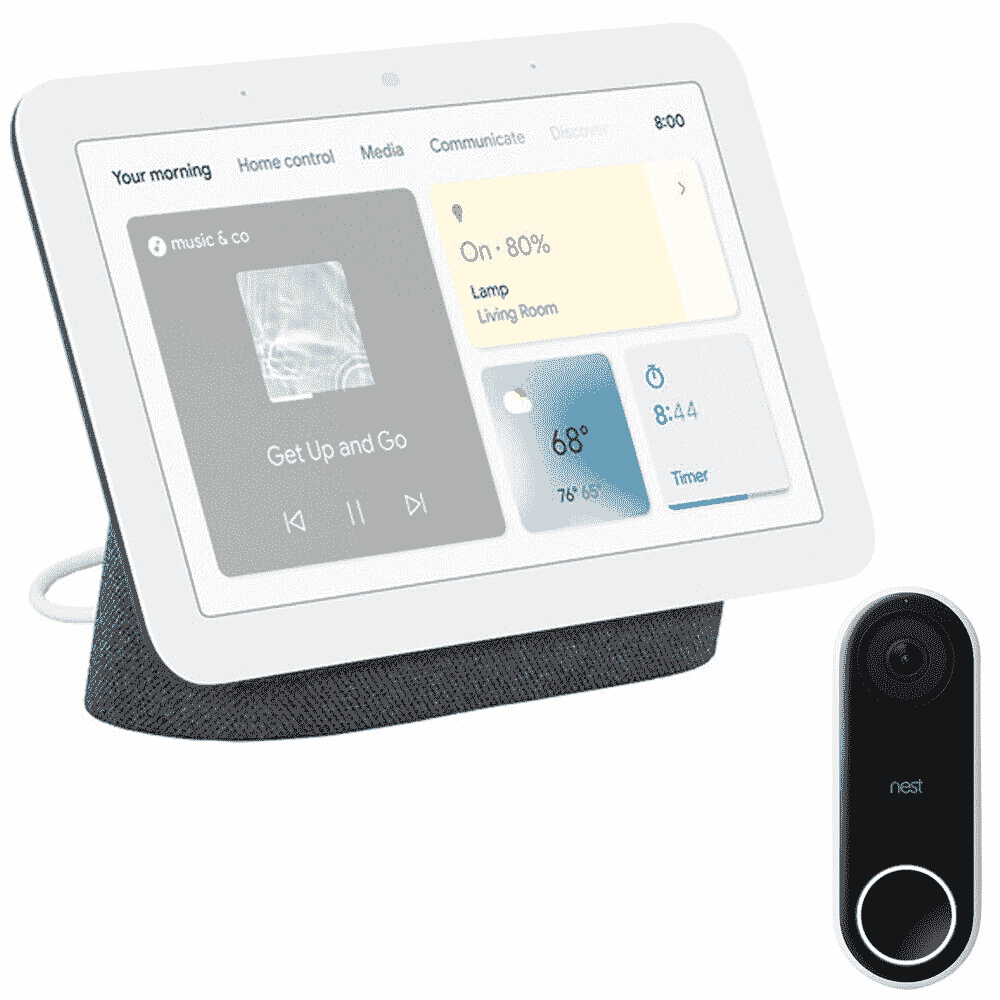 Your morning Home control Media Communicate Discover 8:00
music & co
Get Up and Go
On · 80%
Lamp
Living Room
68°
76° 65°
8:44
Timer
nest